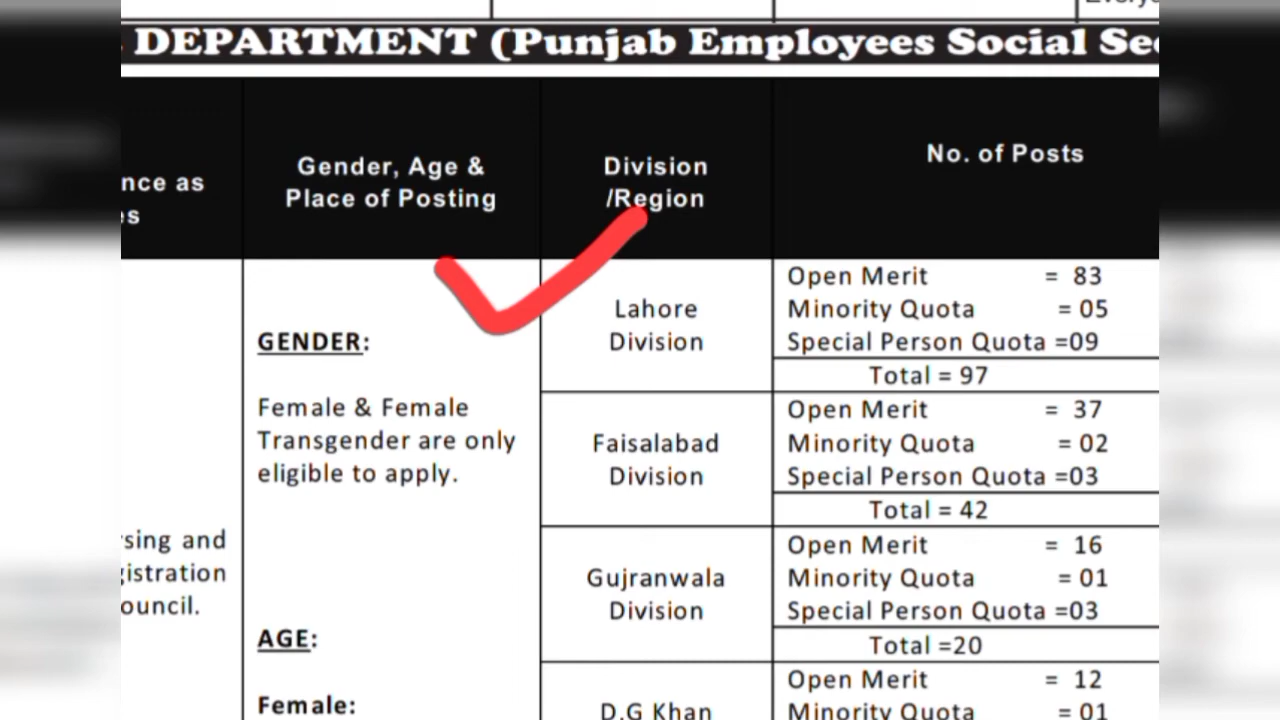 DEPARTMENT (Punjab Employees Social Sec
nce as
es
Gender, Age &
Place of Posting
Division
/Region
No. of Posts
sing and
gistration
ouncil.
GENDER:
Female & Female
Transgender are only
eligible to apply.
AGE:
Female:
Lahore
Division
Open Merit = 83
Minority Quota = 05
Special Person Quota =09
Total = 97
Faisalabad
Division
Open Merit = 37
Minority Quota = 02
Special Person Quota =03
Total = 42
Gujranwala
Division
Open Merit = 16
Minority Quota = 01
Special Person Quota =03
Total =20
D.G Khan
Open Merit = 12
Minority Quota = 01